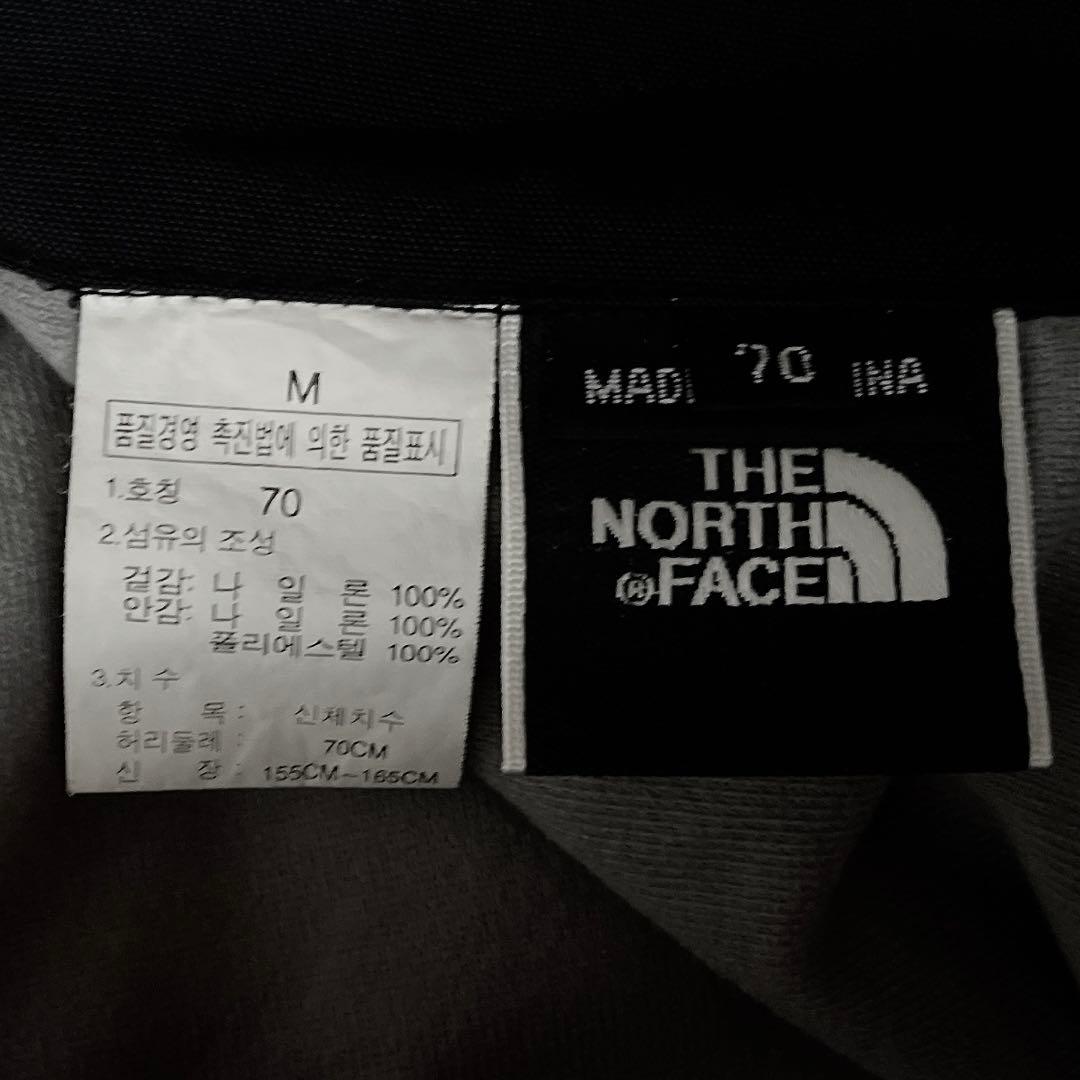 M
품질경영 촉진법에 의한 품질표시
1.호칭 70
2.섬유의 조성
겉감: 나 일 론 100%
안감: 나 일 론 100%
폴리에스텔 100%
3.치 수
항 목: 신체치수
허리둘레 : 70CM
신 장: 155CM~165CM
MAD 70 INA
THE
NORTH
®FACE